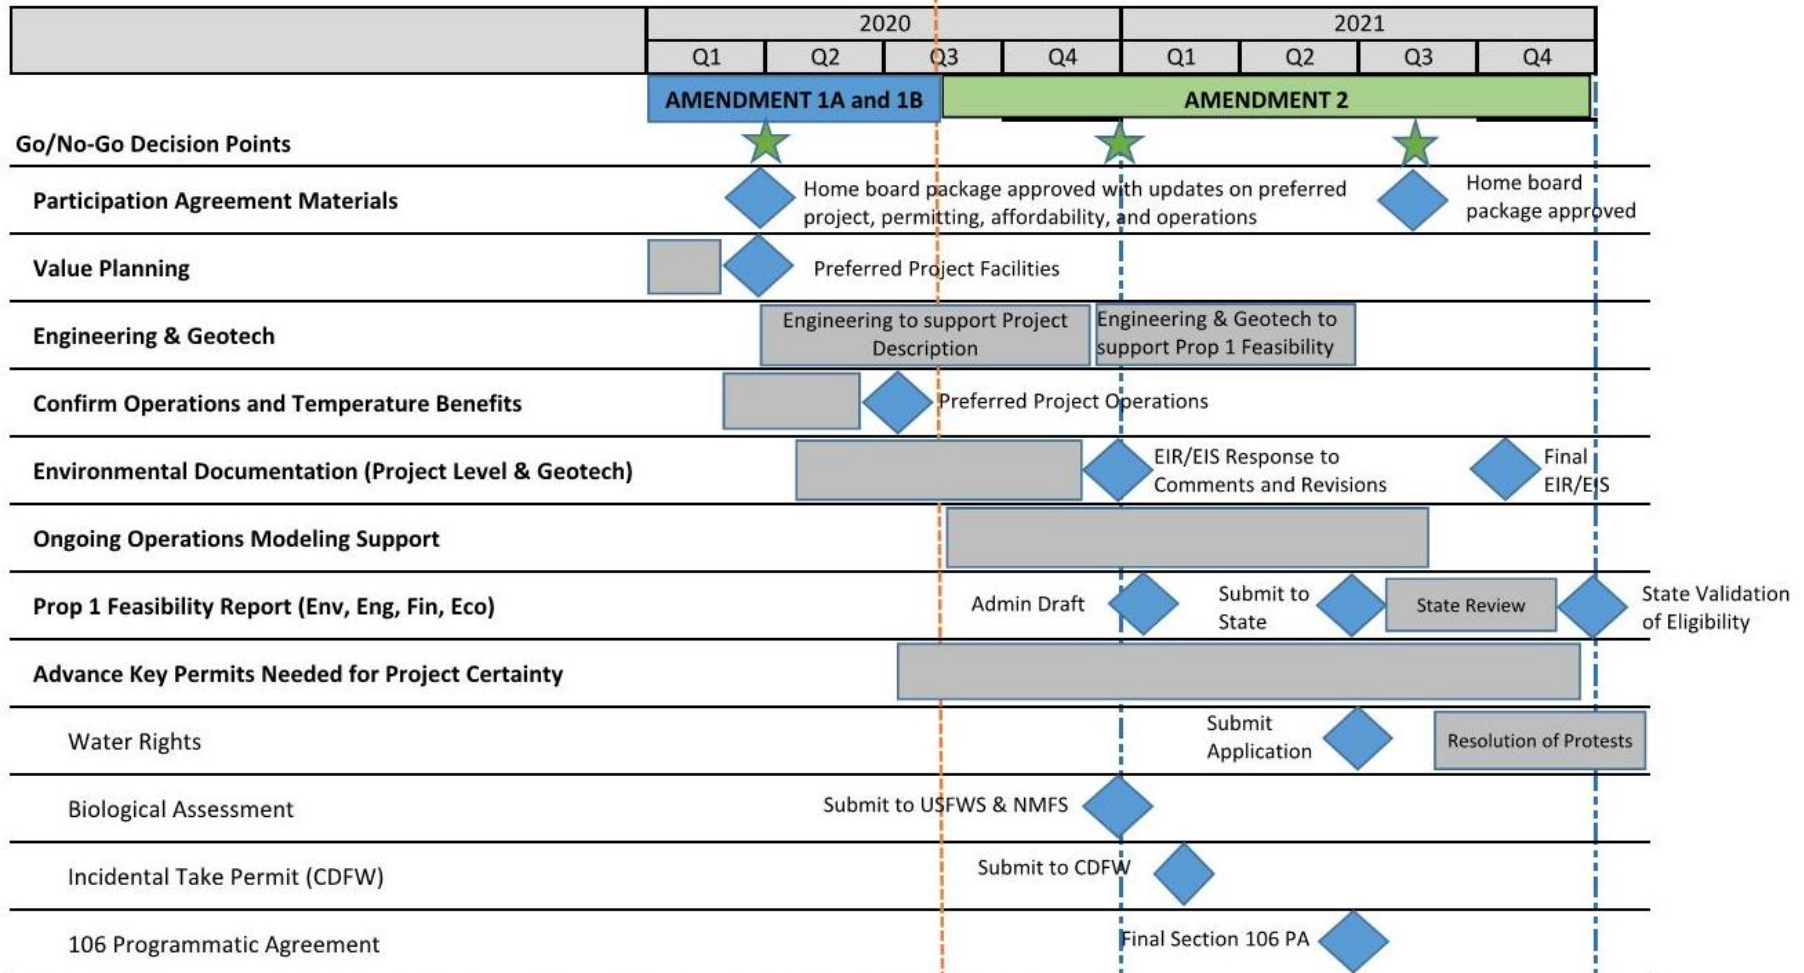 2020 2021
Q1 Q2 Q3 Q4 Q1 Q2 Q3 Q4
AMENDMENT 1A and 1B AMENDMENT 2
Go/No-Go Decision Points
Participation Agreement Materials
Home board package approved with updates on preferred
project, permitting, affordability, and operations
Home board
package approved
Value Planning
Preferred Project Facilities
Engineering & Geotech
Engineering to support Project
Description
Engineering & Geotech to
support Prop 1 Feasibility
Confirm Operations and Temperature Benefits
Preferred Project Operations
Environmental Documentation (Project Level & Geotech)
EIR/EIS Response to
Comments and Revisions
Final
EIR/EIS
Ongoing Operations Modeling Support
Prop 1 Feasibility Report (Env, Eng, Fin, Eco)
Admin Draft
Submit to
State
State Review
State Validation
of Eligibility
Advance Key Permits Needed for Project Certainty
Water Rights
Submit
Application
Resolution of Protests
Biological Assessment
Submit to USFWS & NMFS
Incidental Take Permit (CDFW)
Submit to CDFW
106 Programmatic Agreement
Final Section 106 PA